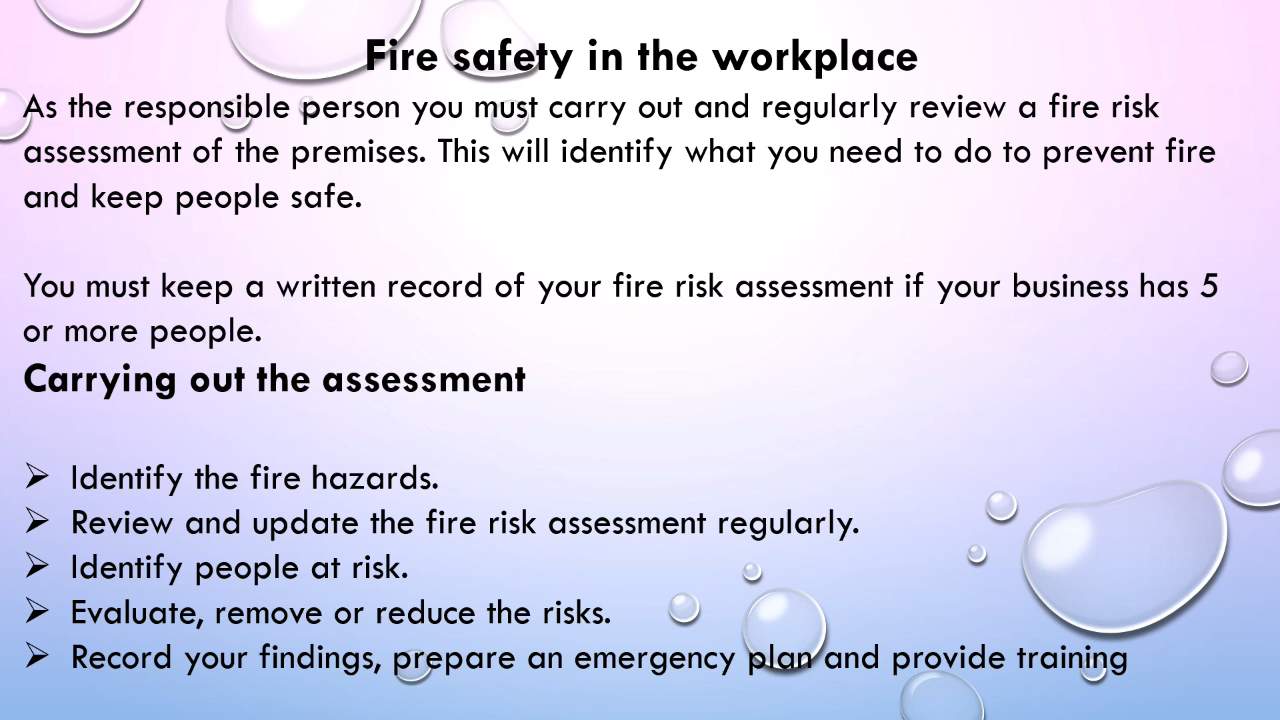 Fire safety in the workplace
As the responsible person you must carry out and regularly review a fire risk
assessment of the premises. This will identify what you need to do to prevent fire
and keep people safe.
You must keep a written record of your fire risk assessment if your business has 5
or more people.
Carrying out the assessment
➢ Identify the fire hazards.
➢ Review and update the fire risk assessment regularly.
➢ Identify people at risk.
➢ Evaluate, remove or reduce the risks.
➢ Record your findings, prepare an emergency plan and provide training